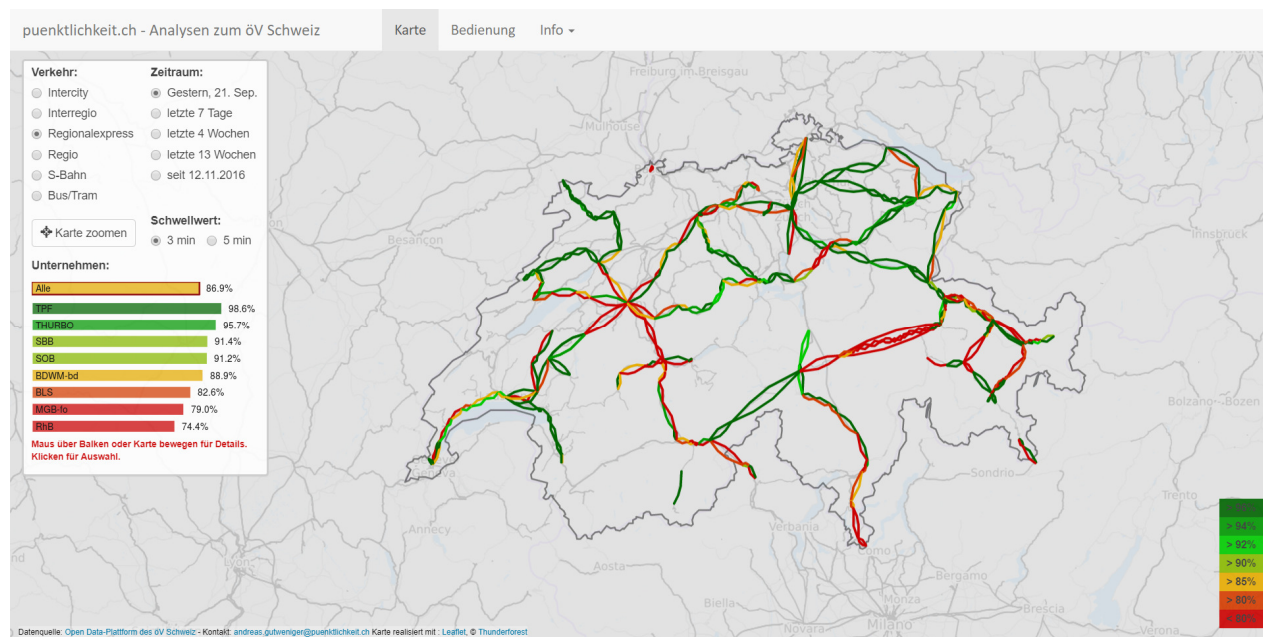 puenktlichkeit.ch - Analysen zum öV Schweiz
Karte
Bedienung
Info
Verkehr:
Intercity
Interregio
Regionalexpress
Regio
S-Bahn
Bus/Tram
Zeitraum:
Gestern, 21. Sep.
letzte 7 Tage
letzte 4 Wochen
letzte 13 Wochen
seit 12.11.2016
Karte zoomen
Schwellwert:
3 min
5 min
Unternehmen:
Alle 86.9%
TPF 98.6%
THURBO 95.7%
SBB 91.4%
SOB 91.2%
BDWM-bd 88.9%
BLS 82.6%
MGB-fo 79.0%
RhB 74.4%
Maus über Balken oder Karte bewegen für Details.
Klicken für Auswahl.
Freiburg im Breisgau
Mulhouse
Besançon
Innsbruck
Bolzano - Bozen
Sondrio
Trento
Annecy
Lyon
Aosta
Verbania
Como
Biella
Bergamo
Monza
Brescia
Novara
Milano
Verona
> 94%
> 92%
> 90%
> 85%
> 80%
Datenquelle: Open Data-Plattform des öV Schweiz - Kontakt: andreas.gutweniger@puenktlichkeit.ch Karte realisiert mit : Leaflet, © Thunderforest